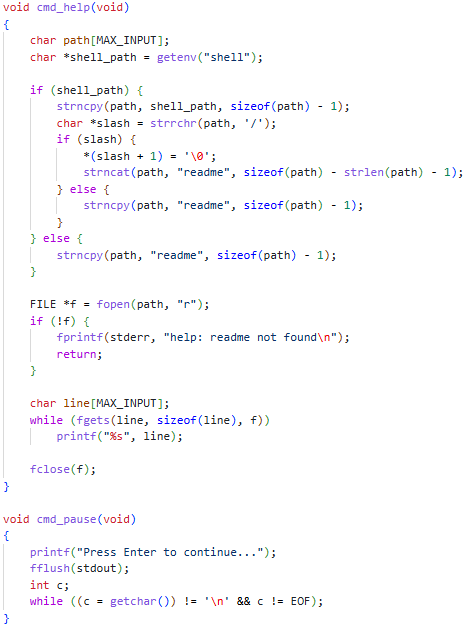 void cmd_help(void)
{
    char path[MAX_INPUT];
    char *shell_path = getenv("shell");

    if (shell_path) {
        strncpy(path, shell_path, sizeof(path) - 1);
        char *slash = strrchr(path, '/');
        if (slash) {
            *(slash + 1) = '\0';
            strncat(path, "readme", sizeof(path) - strlen(path) - 1);
        } else {
            strncpy(path, "readme", sizeof(path) - 1);
        }
    } else {
        strncpy(path, "readme", sizeof(path) - 1);
    }

    FILE *f = fopen(path, "r");
    if (!f) {
        fprintf(stderr, "help: readme not found\n");
        return;
    }

    char line[MAX_INPUT];
    while (fgets(line, sizeof(line), f))
        printf("%s", line);

    fclose(f);
}

void cmd_pause(void)
{
    printf("Press Enter to continue...");
    fflush(stdout);
    int c;
    while ((c = getchar()) != '\n' && c != EOF);
}